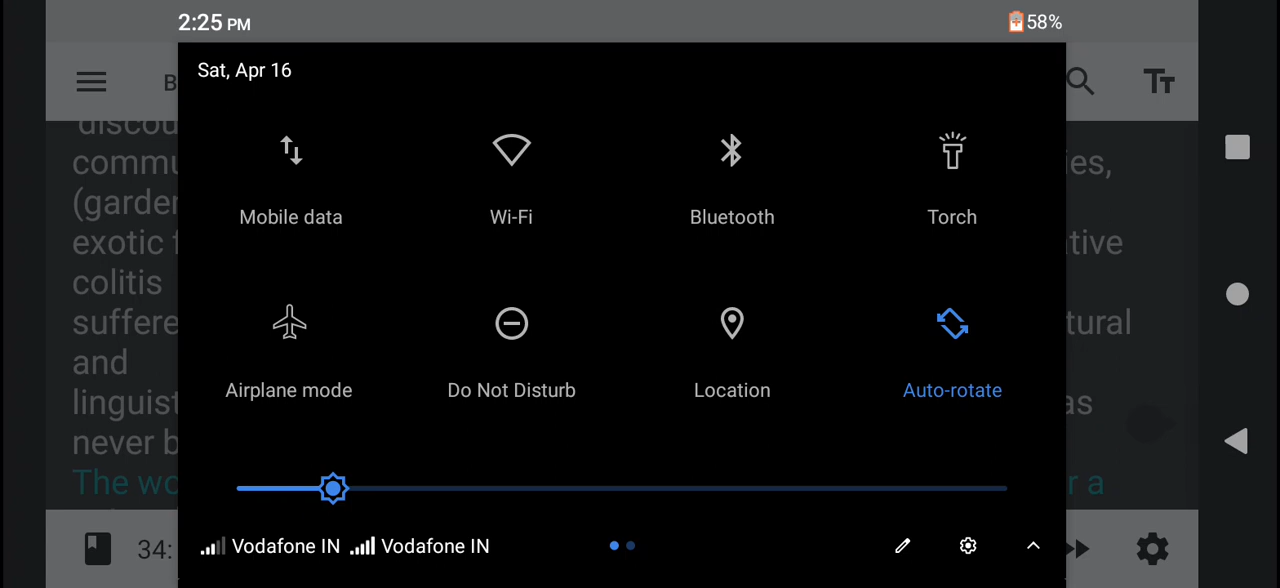 2:25 PM 58%
Sat, Apr 16
B
discou
commu ies,
(garden
exotic f tive
colitis
suffere tural
and
linguist as
never b
The wo r a
Mobile data Wi-Fi Bluetooth Torch
Airplane mode Do Not Disturb Location Auto-rotate
Vodafone IN Vodafone IN
34: